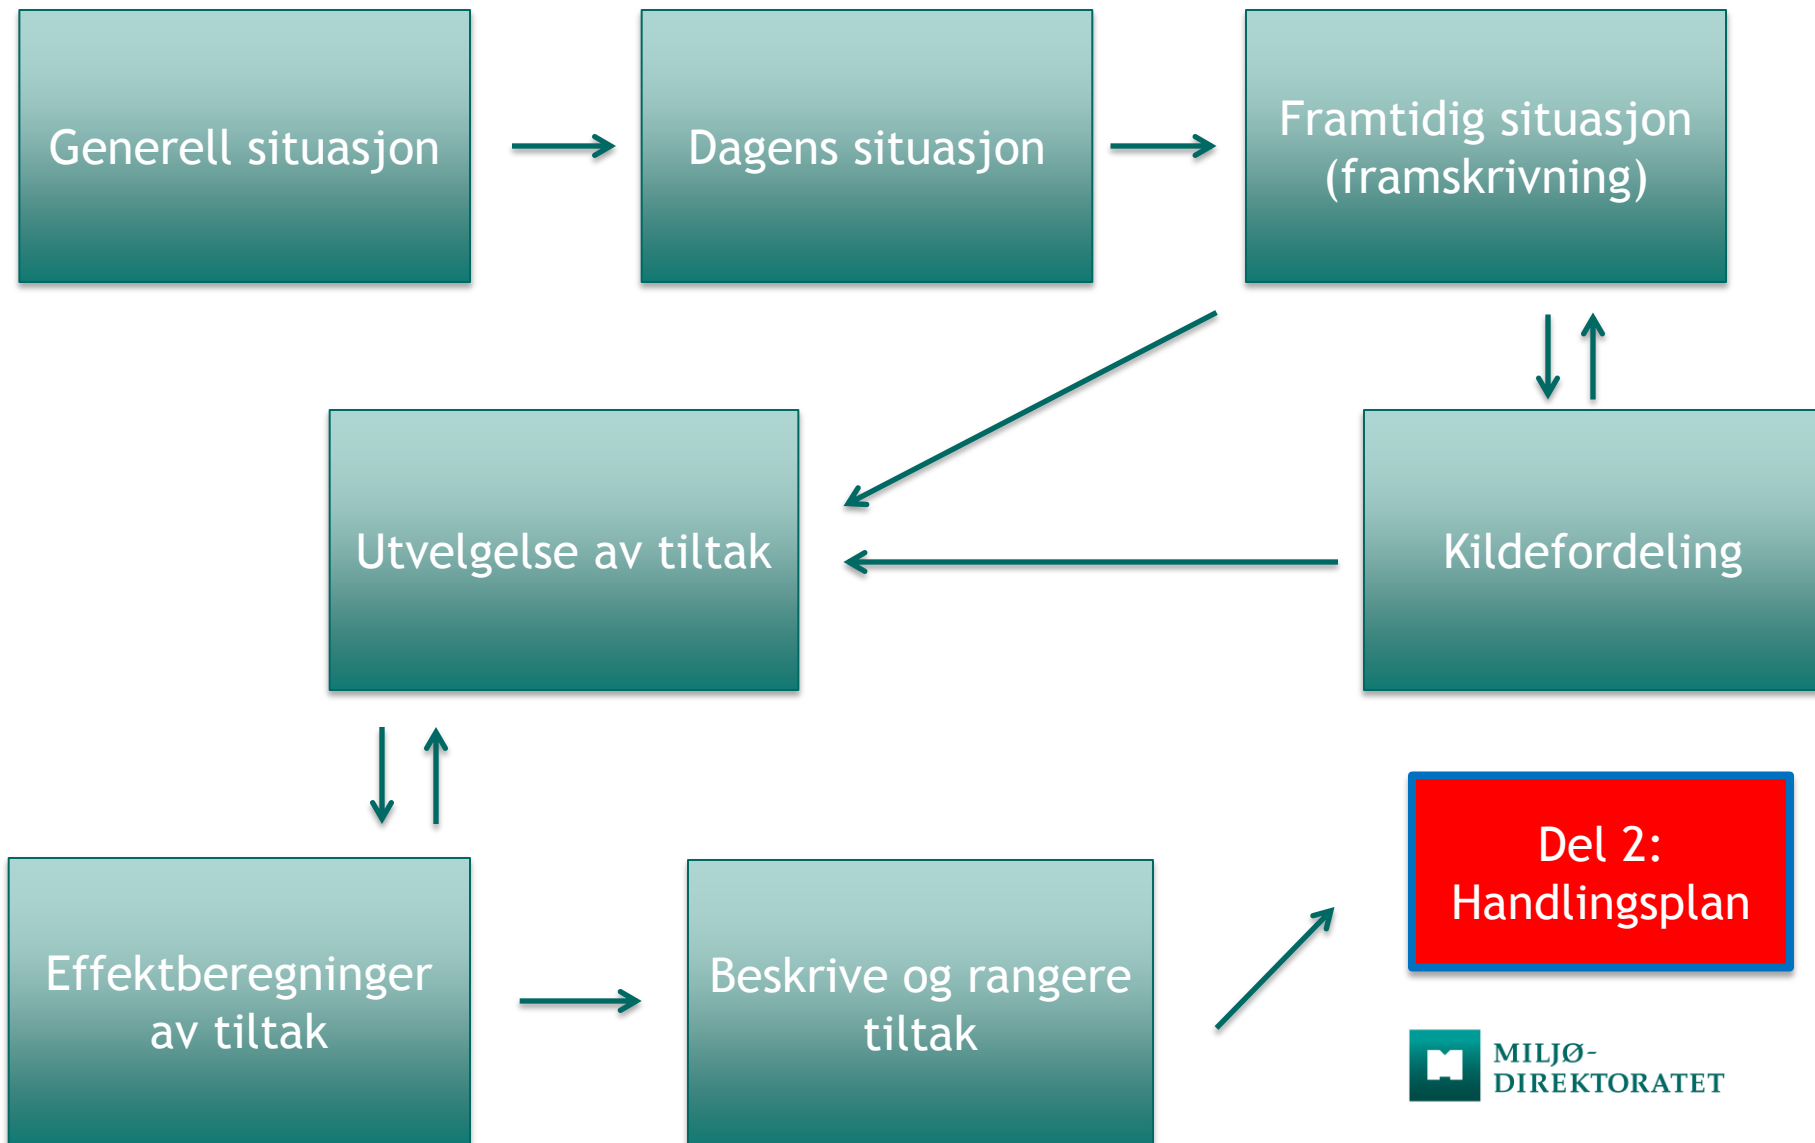 Generell situasjon
Dagens situasjon
Framtidig situasjon
(framskrivning)
Utvelgelse av tiltak
Kildefordeling
Effektberegninger
av tiltak
Beskrive og rangere
tiltak
Del 2:
Handlingsplan
MILJØ-
DIREKTORATET